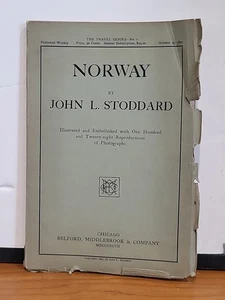 THE TRAVEL SERIES
NORWAY
BY
JOHN L. STODDARD
Illustrated and Embellished with One Hundred
and Twenty-eight Reproductions
of Photographs
CHICAGO
BELFORD, MIDDLEBROOK & COMPANY